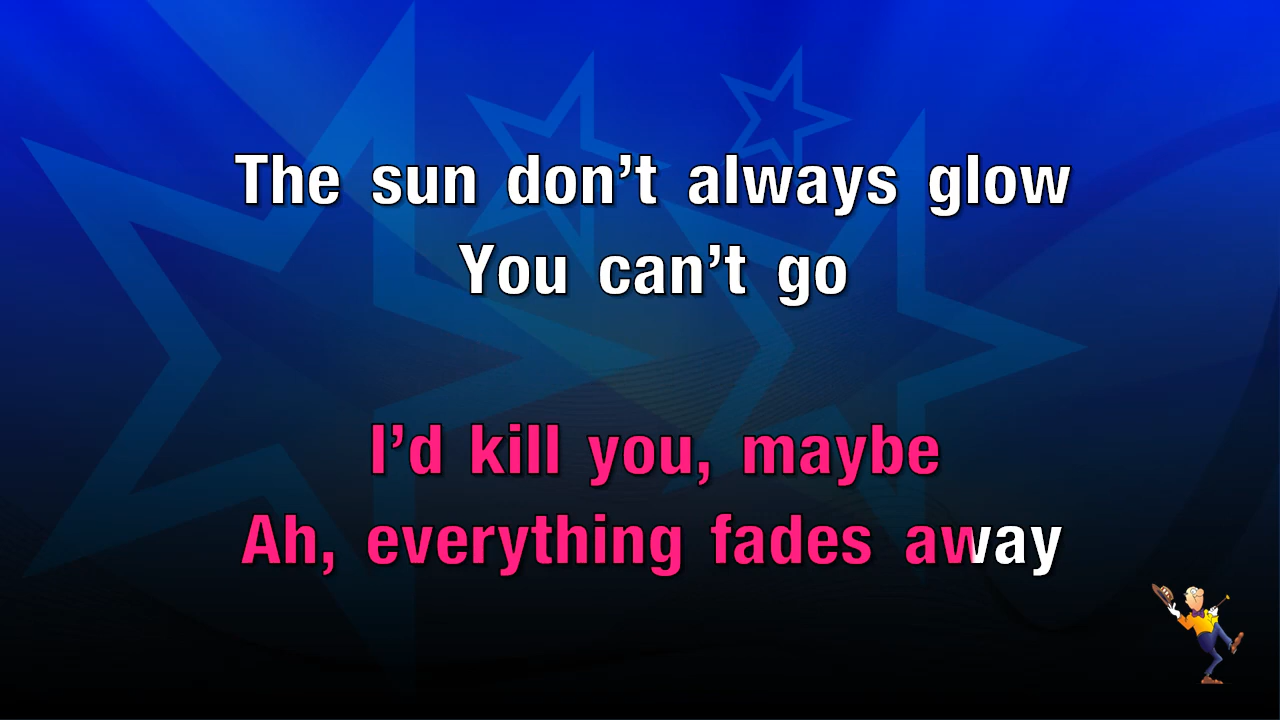 The sun don’t always glow
You can’t go
I’d kill you, maybe
Ah, everything fades away